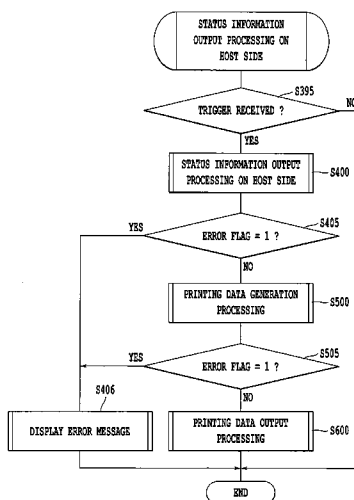 STATUS INFORMATION
OUTPUT PROCESSING ON
HOST SIDE
S395
NO
TRIGGER RECEIVED ?
YES
STATUS INFORMATION OUTPUT
PROCESSING ON HOST SIDE
S400
S405
YES
ERROR FLAG = 1 ?
NO
PRINTING DATA GENERATION
PROCESSING
S500
S505
YES
ERROR FLAG = 1 ?
S406
NO
DISPLAY ERROR MESSAGE
PRINTING DATA OUTPUT
PROCESSING
S600
END